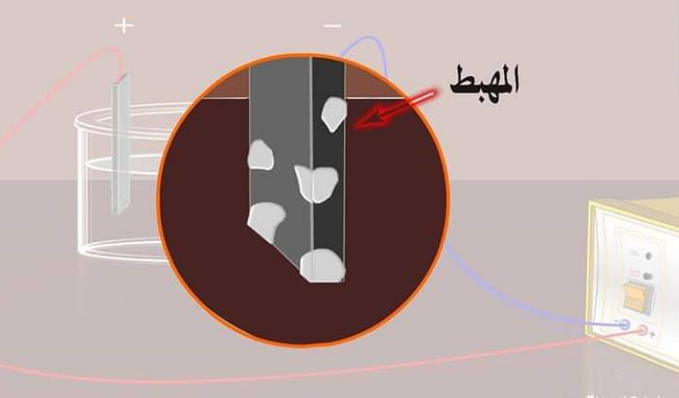 + −
المهبط
- +